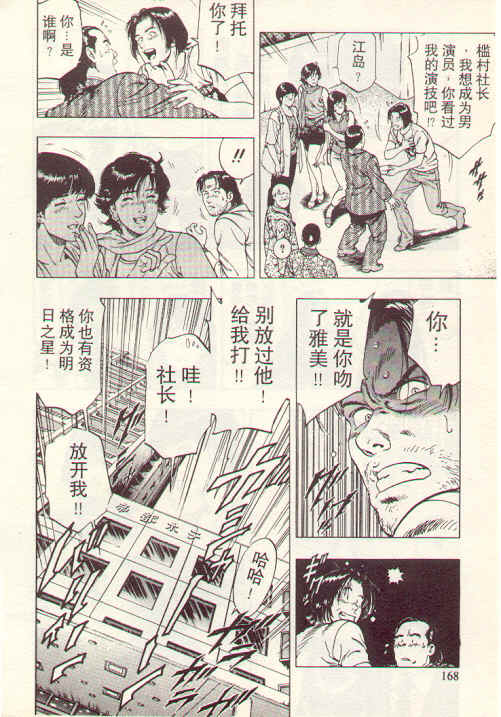 槛村社长
，我想成为男
演员，你看过
我的演技吧!?
江岛？
拜托
你了！
你…是
谁啊？
!!
?
你…
就是你吻
了雅美!!
别放过他！
给我打!!
哇！
社长！
你也有资
格成为明
日之星！
放开我!!
哈哈！
168